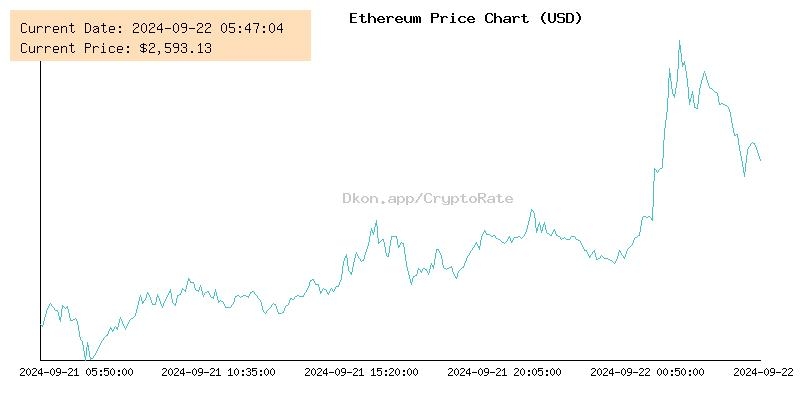 Ethereum Price Chart (USD)
Current Date: 2024-09-22 05:47:04
Current Price: $2,593.13
Dkon.app/CryptoRate
2024-09-21 05:50:00
2024-09-21 10:35:00
2024-09-21 15:20:00
2024-09-21 20:05:00
2024-09-22 00:50:00
2024-09-22